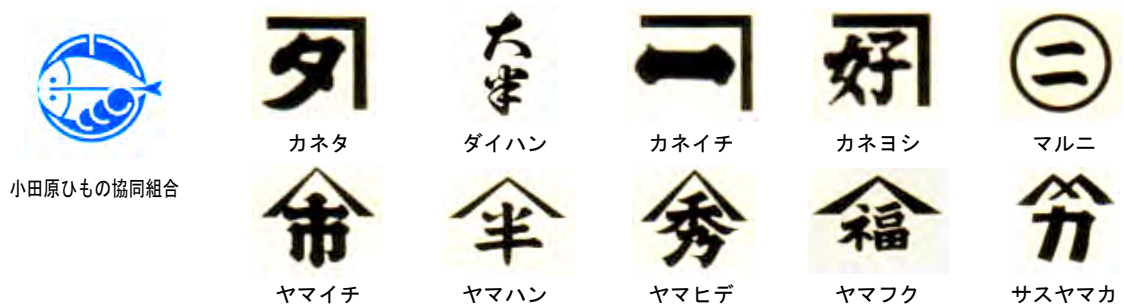 小田原ひもの協同組合
タ
カネタ
大半
ダイハン
一
カネイチ
好
カネヨシ
二
マルニ
市
ヤマイチ
半
ヤマハン
秀
ヤマヒデ
福
ヤマフク
カ
サスヤマカ